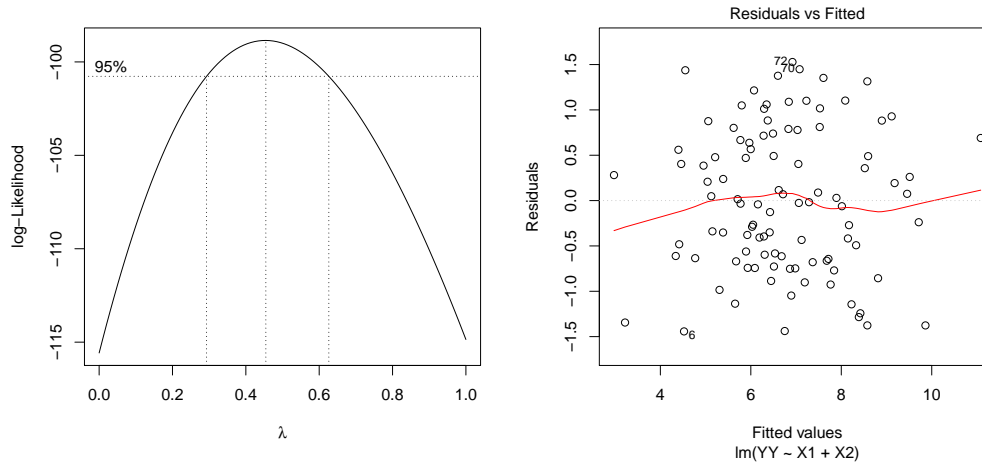 −100
−105
−110
−115
log−Likelihood
95%
0.0 0.2 0.4 0.6 0.8 1.0
λ
Residuals vs Fitted
1.5
1.0
0.5
0.0
−0.5
−1.0
−1.5
Residuals
72
70
6
4 6 8 10
Fitted values
lm(YY ~ X1 + X2)